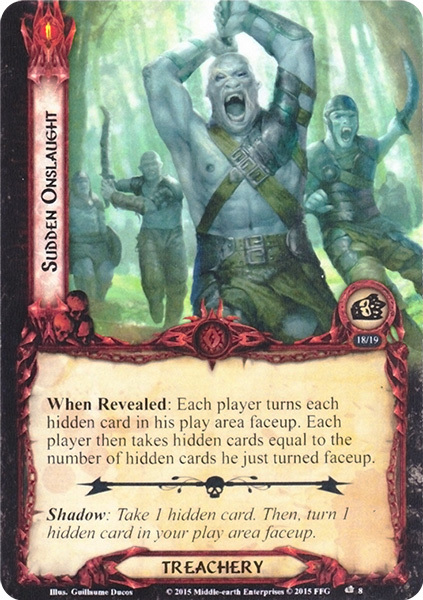 SUDDEN ONSLAUGHT
18/19
When Revealed: Each player turns each
hidden card in his play area faceup. Each
player then takes hidden cards equal to the
number of hidden cards he just turned faceup.
Shadow: Take 1 hidden card. Then, turn 1
hidden card in your play area faceup.
TREACHERY
Illus. Guillaume Ducos © 2015 Middle-earth Enterprises © 2015 FFG 8